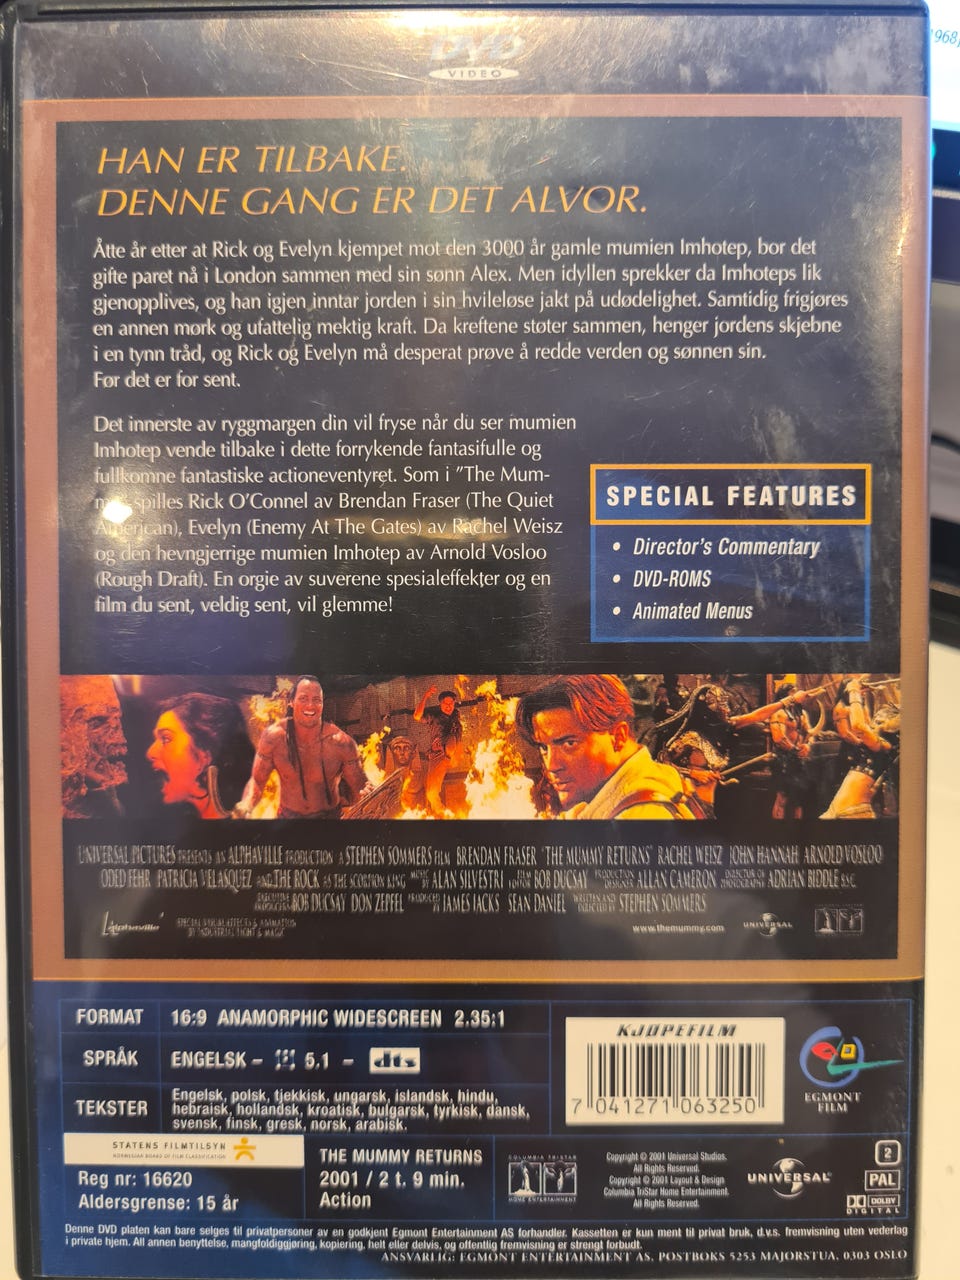 1968)
DVD
VIDEO
HAN ER TILBAKE.
DENNE GANG ER DET ALVOR.
Åtte år etter at Rick og Evelyn kjempet mot den 3000 år gamle mumien Imhotep, bor det
gifte paret nå i London sammen med sin sønn Alex. Men idyllen sprekker da Imhoteps lik
gjenopplives, og han igjen inntar jorden i sin hvileløse jakt på udødelighet. Samtidig frigjøres
en annen mørk og ufattelig mektig kraft. Da kreftene støter sammen, henger jordens skjebne
i en tynn tråd, og Rick og Evelyn må desperat prøve å redde verden og sønnen sin.
Før det er for sent.
Det innerste av ryggmargen din vil fryse når du ser mumien
Imhotep vende tilbake i dette forrykende fantasifulle og
fullkomne fantastiske actioneventyret. Som i "The Mum-
spilles Rick O'Connel av Brendan Fraser (The Quiet
American), Evelyn (Enemy At The Gates) av Rachel Weisz
og den hevngjerrige mumien Imhotep av Arnold Vosloo
(Rough Draft). En orgie av suverene spesialeffekter og en
film du sent, veldig sent, vil glemme!
SPECIAL FEATURES
• Director's Commentary
• DVD-ROMS
• Animated Menus
UNIVERSAL PICTURES PRESENTS AN ALPHAVILLE PRODUCTION A STEPHEN SOMMERS FILM BRENDAN FRASER "THE MUMMY RETURNS" RACHEL WEISZ JOHN HANNAH ARNOLD VOSLOO
ODED FEHR PATRICIA VELASQUEZ AND THE ROCK AS THE SCORPION KING MUSIC BY ALAN SILVESTRI FILM EDITOR BOB DUCSAY PRODUCTION DESIGNER ALLAN CAMERON DIRECTOR OF PHOTOGRAPHY ADRIAN BIDDLE BSC
EXECUTIVE PRODUCERS BOB DUCSAY DON ZEPFEL PRODUCED BY JAMES JACKS SEAN DANIEL WRITTEN AND DIRECTED BY STEPHEN SOMMERS
Alphaville
SPECIAL VISUAL EFFECTS & ANIMATION
BY INDUSTRIAL LIGHT & MAGIC
www.themummy.com
UNIVERSAL
FORMAT 16:9 ANAMORPHIC WIDESCREEN 2.35:1
SPRÅK ENGELSK – 5.1 – dts
TEKSTER
Engelsk, polsk, tjekkisk, ungarsk, islandsk, hindu,
hebraisk, hollandsk, kroatisk, bulgarsk, tyrkisk, dansk,
svensk, finsk, gresk, norsk, arabisk.
KJØPEFILM
7 041271 063250
EGMONT
FILM
STATENS FILMTILSYN
NORWEGIAN BOARD OF FILM CLASSIFICATION
Reg nr: 16620
Aldersgrense: 15 år
THE MUMMY RETURNS
2001 / 2 t. 9 min.
Action
COLUMBIA TRISTAR
HOME ENTERTAINMENT
Copyright © 2001 Universal Studios.
All Rights Reserved.
Copyright © 2001 Layout & Design
Columbia TriStar Home Entertainment.
All Rights Reserved.
UNIVERSAL
2
PAL
DOLBY
DIGITAL
Denne DVD platen kan bare selges til privatpersoner av en godkjent Egmont Entertainment AS forhandler. Kassetten er kun ment til privat bruk, d.v.s. fremvisning uten vederlag
i private hjem. All annen benyttelse, mangfoldiggjøring, kopiering, helt eller delvis, og offentlig fremvisning er strengt forbudt.
ANSVARLIG: EGMONT ENTERTAINMENT AS, POSTBOKS 5253 MAJORSTUA, 0303 OSLO